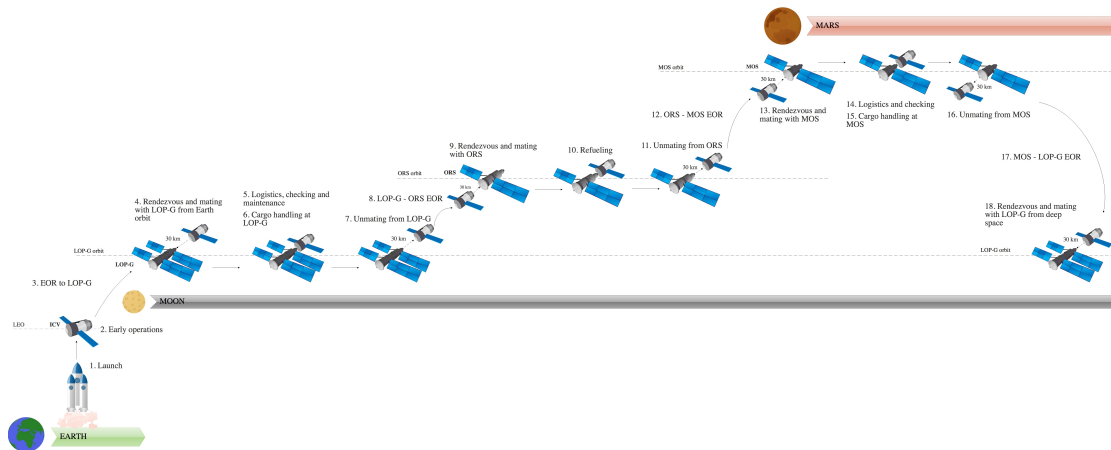 MARS
MOS orbit
MOS
30 km
30 km
14. Logistics and checking
15. Cargo handling at
MOS
13. Rendezvous and
mating with MOS
16. Unmating from MOS
12. ORS - MOS EOR
17. MOS - LOP-G EOR
9. Rendezvous and mating
with ORS
10. Refueling
11. Unmating from ORS
ORS orbit
ORS
30 km
30 km
8. LOP-G - ORS EOR
4. Rendezvous and mating
with LOP-G from Earth
orbit
5. Logistics, checking and
maintenance
6. Cargo handling at
LOP-G
7. Unmating from LOP-G
18. Rendezvous and
mating with LOP-G from deep
space
30 km
30 km
30 km
LOP-G orbit
LOP-G
LOP-G orbit
3. EOR to LOP-G
MOON
LEO
ICV
2. Early operations
1. Launch
EARTH